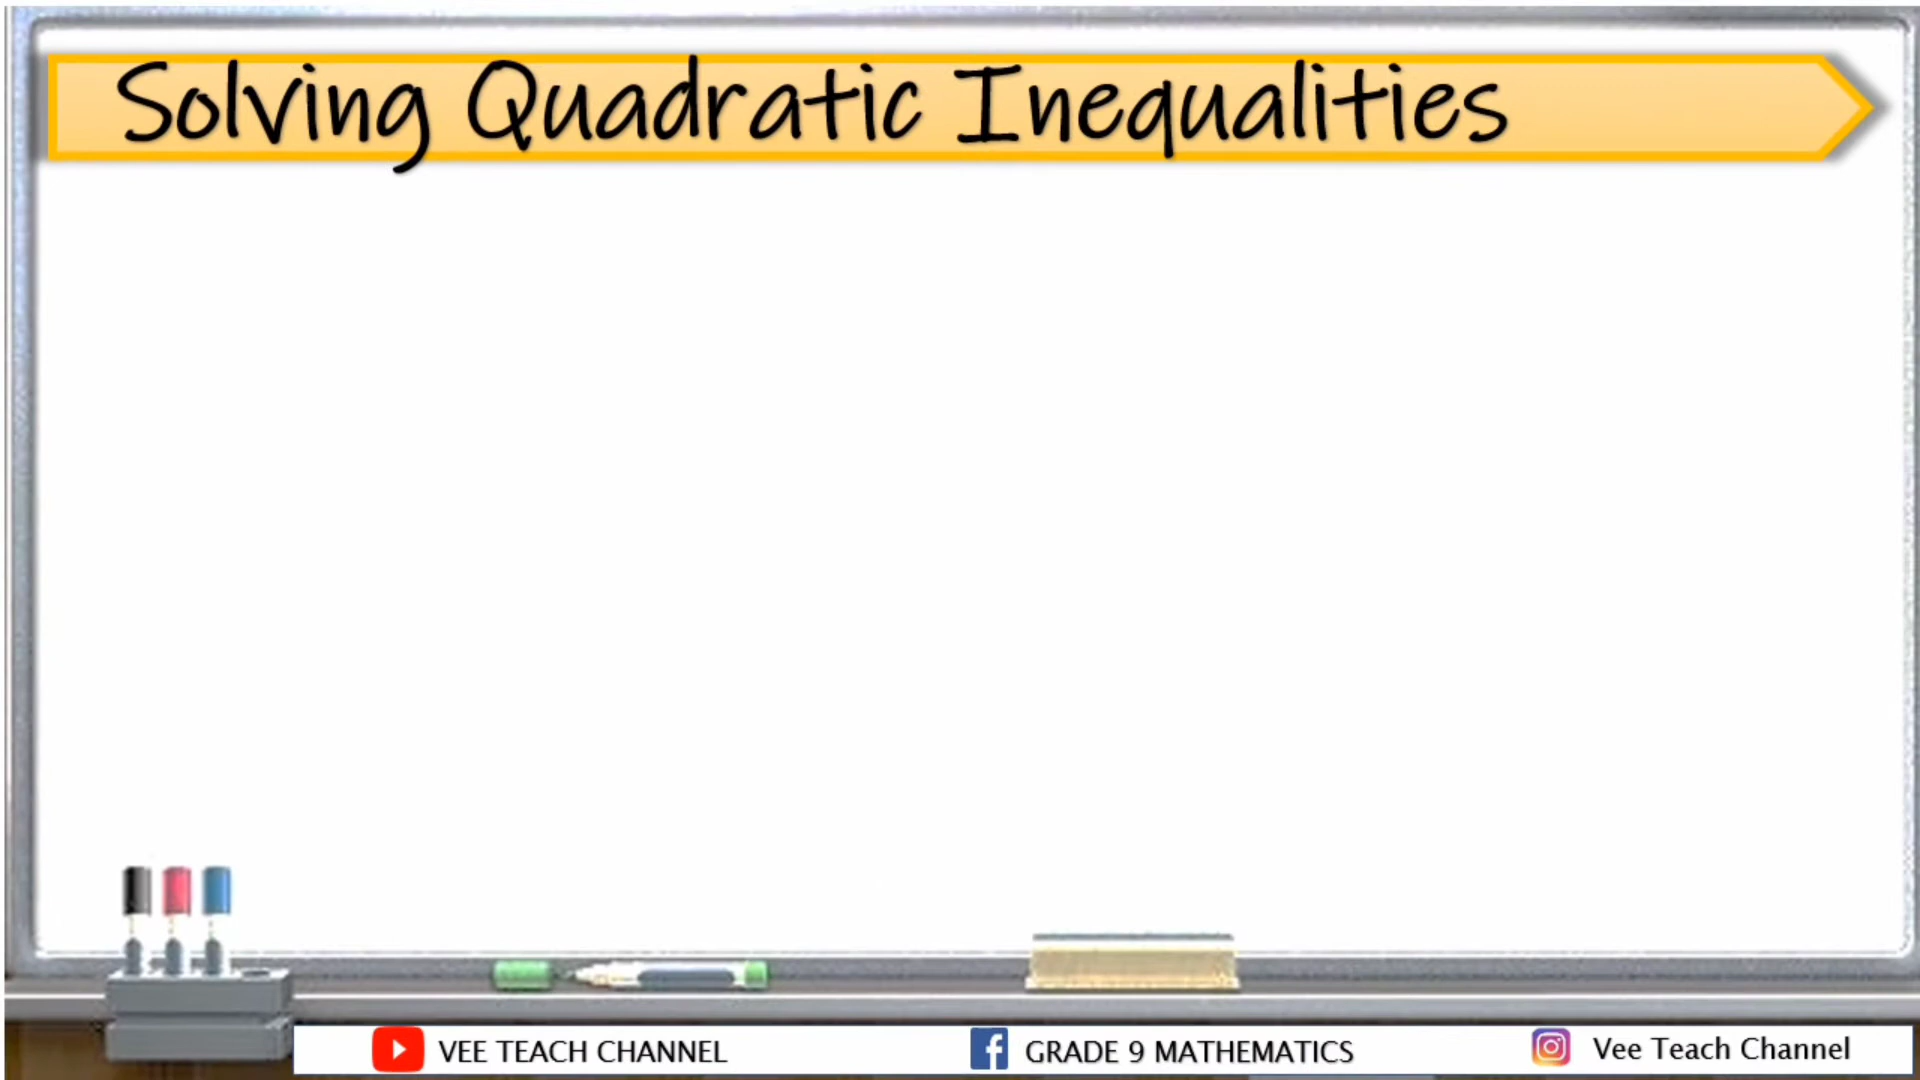 Solving Quadratic Inequalities
VEE TEACH CHANNEL
GRADE 9 MATHEMATICS
Vee Teach Channel